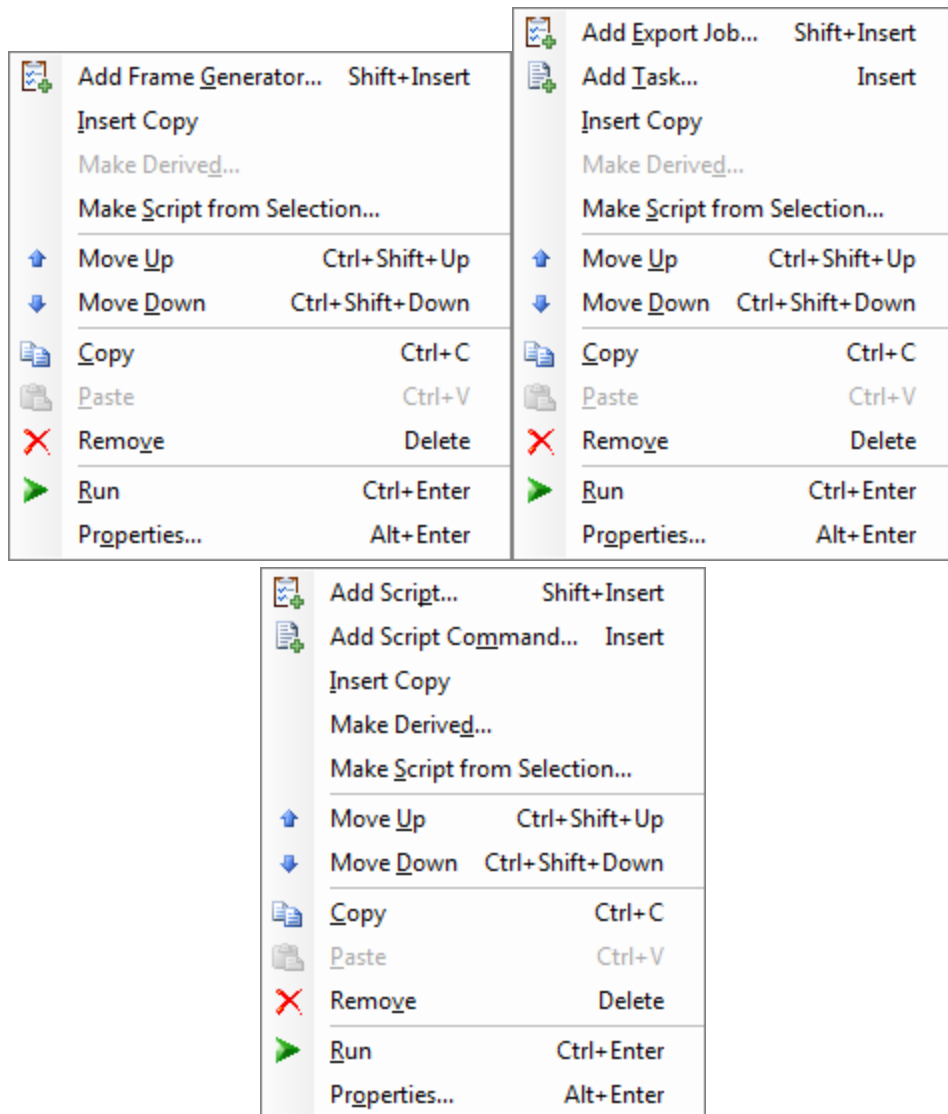 Add Frame Generator... Shift+Insert
Insert Copy
Make Derived...
Make Script from Selection...
Move Up Ctrl+Shift+Up
Move Down Ctrl+Shift+Down
Copy Ctrl+C
Paste Ctrl+V
Remove Delete
Run Ctrl+Enter
Properties... Alt+Enter
Add Export Job... Shift+Insert
Add Task... Insert
Insert Copy
Make Derived...
Make Script from Selection...
Move Up Ctrl+Shift+Up
Move Down Ctrl+Shift+Down
Copy Ctrl+C
Paste Ctrl+V
Remove Delete
Run Ctrl+Enter
Properties... Alt+Enter
Add Script... Shift+Insert
Add Script Command... Insert
Insert Copy
Make Derived...
Make Script from Selection...
Move Up Ctrl+Shift+Up
Move Down Ctrl+Shift+Down
Copy Ctrl+C
Paste Ctrl+V
Remove Delete
Run Ctrl+Enter
Properties... Alt+Enter